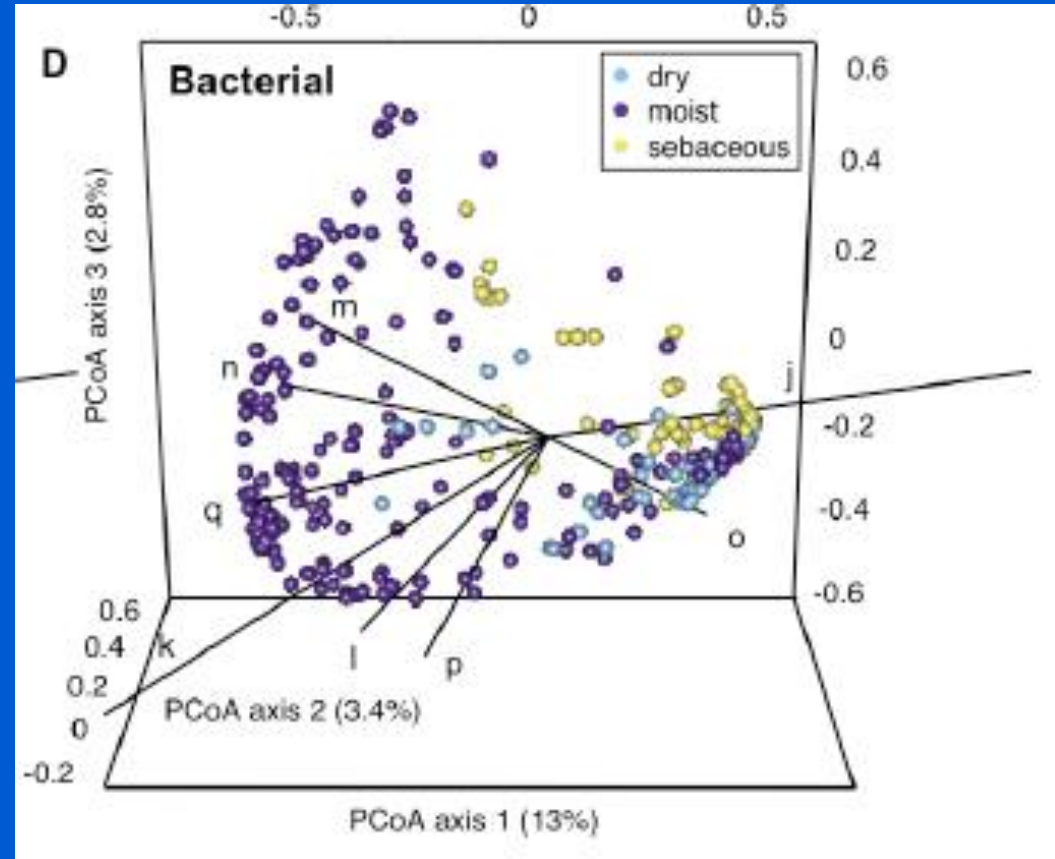 -0.5 0 0.5
D
Bacterial
dry
moist
sebaceous
0.6
0.4
0.2
0
-0.2
-0.4
-0.6
PCoA axis 3 (2.8%)
m
n
q
o
k
l
p
0.6
0.4
0.2
0
-0.2
PCoA axis 2 (3.4%)
PCoA axis 1 (13%)